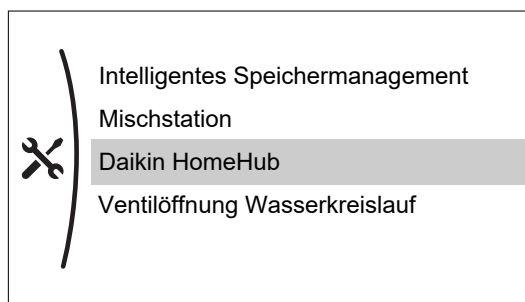 Intelligentes Speichermanagement
Mischstation
Daikin HomeHub
Ventilöffnung Wasserkreislauf